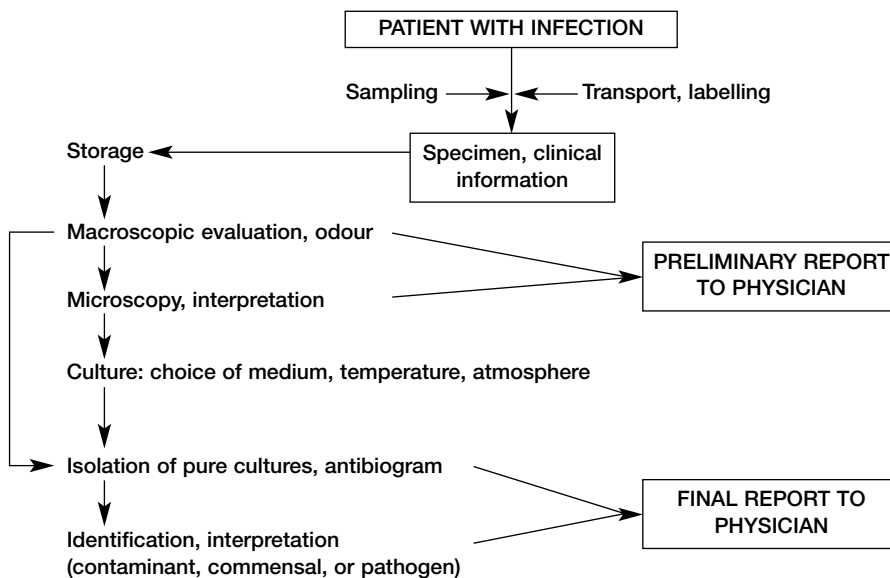 PATIENT WITH INFECTION
Sampling
Transport, labelling
Storage
Specimen, clinical
information
Macroscopic evaluation, odour
PRELIMINARY REPORT
TO PHYSICIAN
Microscopy, interpretation
Culture: choice of medium, temperature, atmosphere
Isolation of pure cultures, antibiogram
FINAL REPORT TO
PHYSICIAN
Identification, interpretation
(contaminant, commensal, or pathogen)